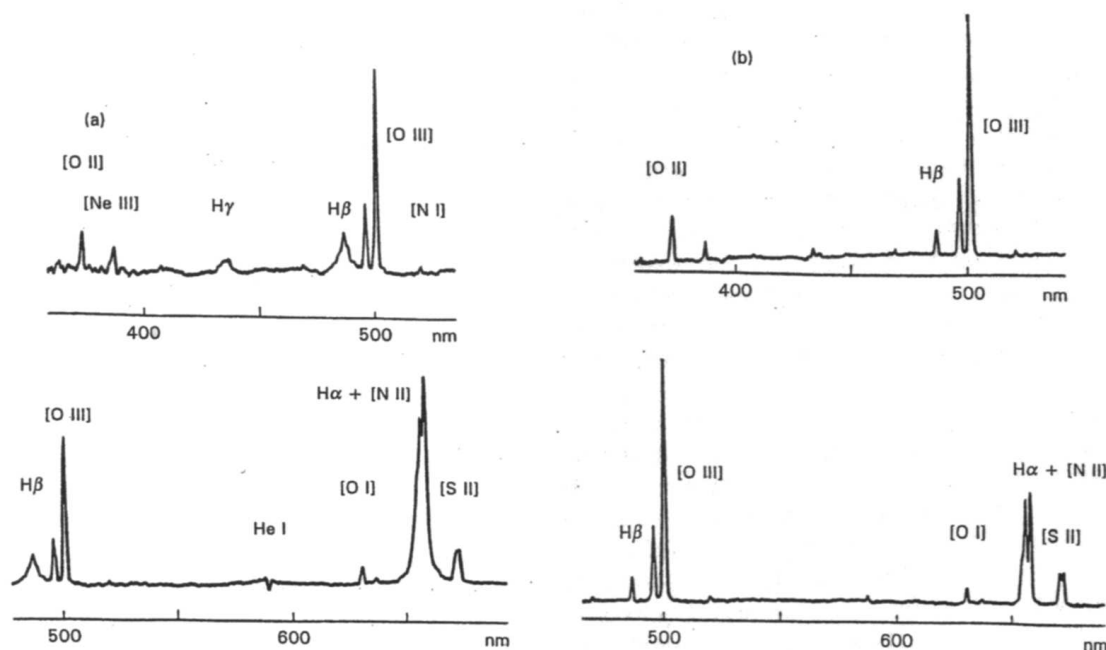 (a)
[O II]
[Ne III]
Hγ
Hβ
[O III]
[N I]
400
500
nm
(b)
[O II]
Hβ
[O III]
400
500
nm
Hβ
[O III]
He I
[O I]
Hα + [N II]
[S II]
500
600
nm
Hβ
[O III]
[O I]
Hα + [N II]
[S II]
500
600
nm